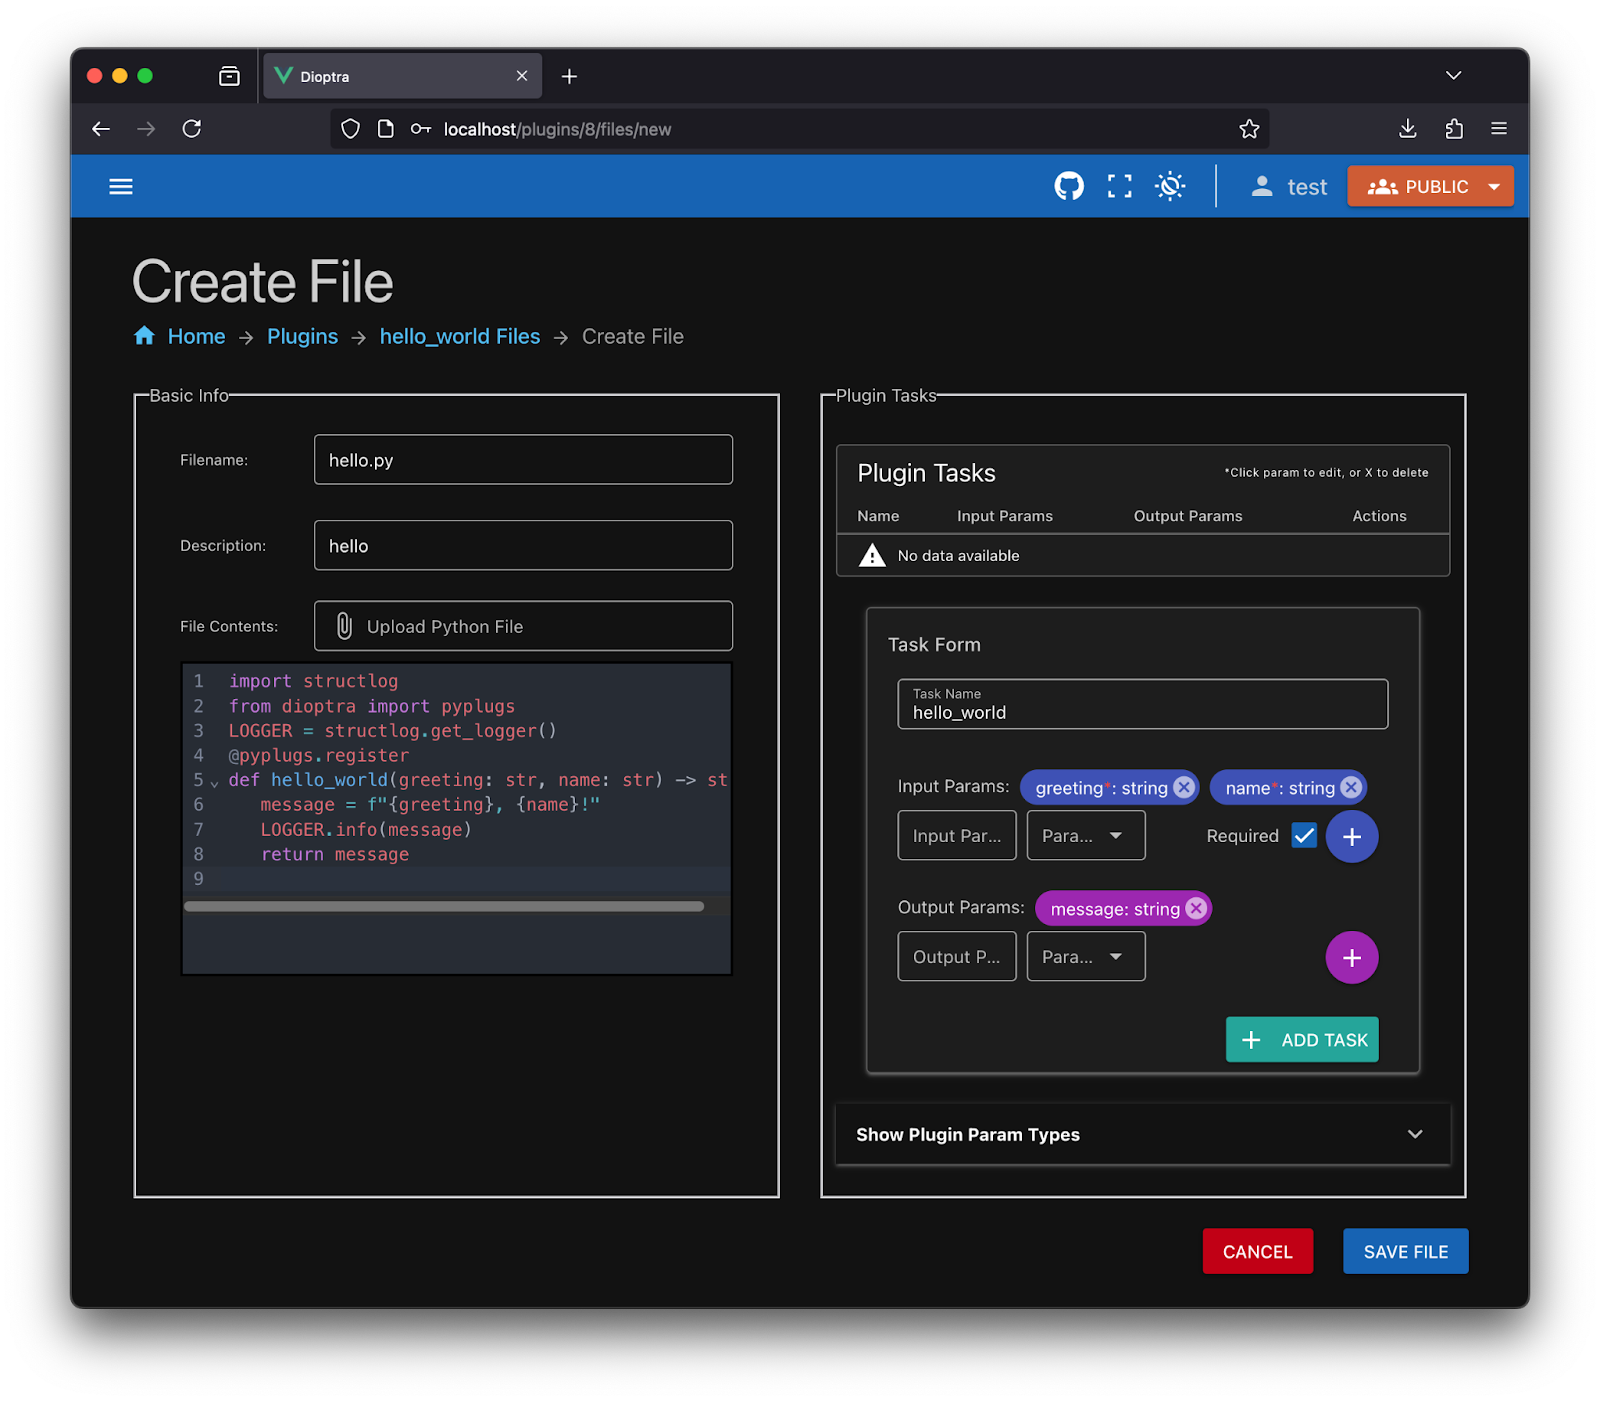 Dioptra
localhost/plugins/8/files/new
test
PUBLIC
Create File
Home → Plugins → hello_world Files → Create File
Basic Info
Filename:
hello.py
Description:
hello
File Contents:
Upload Python File
1 import structlog
2 from dioptra import pyplugs
3 LOGGER = structlog.get_logger()
4 @pyplugs.register
5 def hello_world(greeting: str, name: str) -> st
6 message = f"{greeting}, {name}!"
7 LOGGER.info(message)
8 return message
9
Plugin Tasks
Plugin Tasks
*Click param to edit, or X to delete
Name Input Params Output Params Actions
No data available
Task Form
Task Name
hello_world
Input Params: greeting*: string name*: string
Input Par... Para... Required
Output Params: message: string
Output P... Para...
+ ADD TASK
Show Plugin Param Types
CANCEL
SAVE FILE